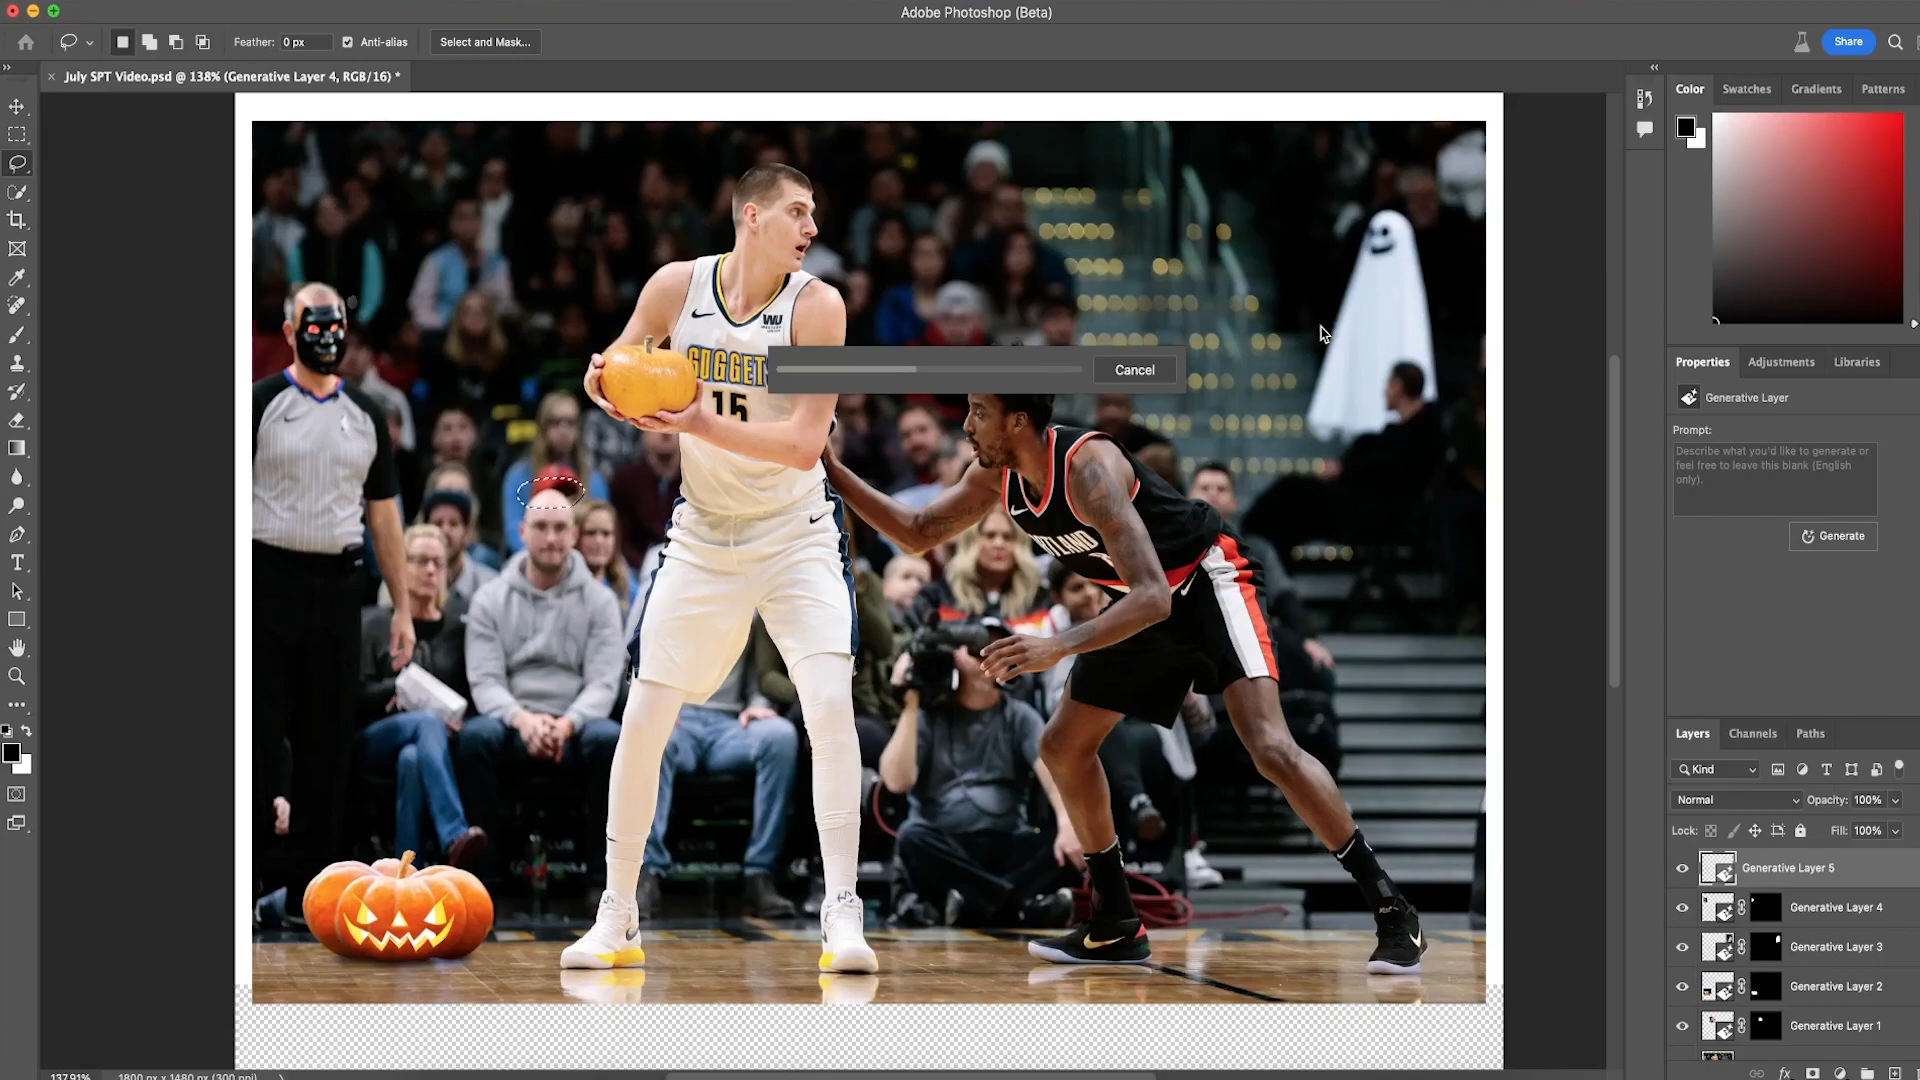 Adobe Photoshop (Beta)
Feather: 0 px
Anti-alias
Select and Mask...
Share
July SPT Video.psd @ 138% (Generative Layer 4, RGB/16) *
Color
Swatches
Gradients
Patterns
WU
NUGGETS
15
PORTLAND
Cancel
Properties
Adjustments
Libraries
Generative Layer
Prompt:
Describe what you'd like to generate or
feel free to leave this blank (English
only).
Generate
Layers
Channels
Paths
Kind
Normal
Opacity: 100%
Lock:
Fill: 100%
Generative Layer 5
Generative Layer 4
Generative Layer 3
Generative Layer 2
Generative Layer 1
137.91%
1800 px x 1480 px (300 ppi)